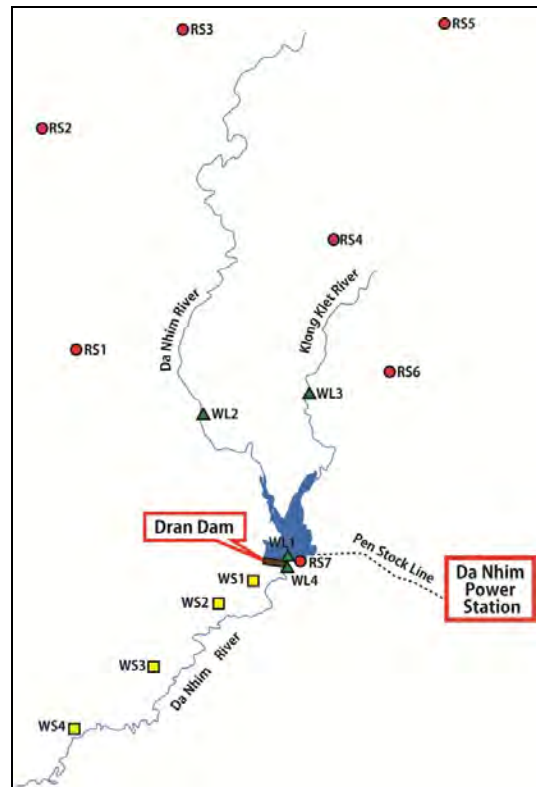 RS3
RS5
RS2
RS4
Da Nhim River
Klong Klet River
RS1
RS6
WL3
WL2
Dran Dam
WL1
RS7
Pen Stock Line
WL4
WS1
Da Nhim
Power
Station
WS2
Da Nhim River
WS3
WS4